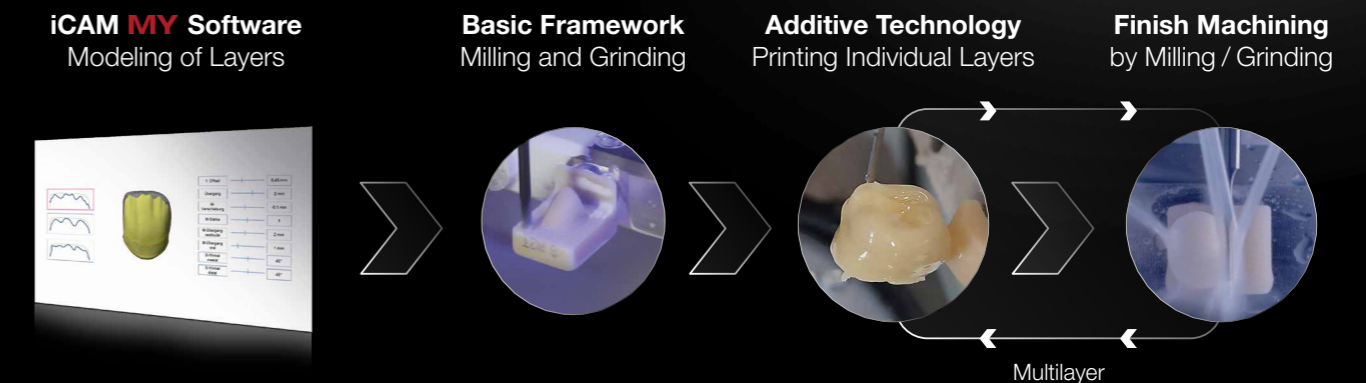 iCAM MY Software
Modeling of Layers
Basic Framework
Milling and Grinding
Additive Technology
Printing Individual Layers
Finish Machining
by Milling / Grinding
Multilayer